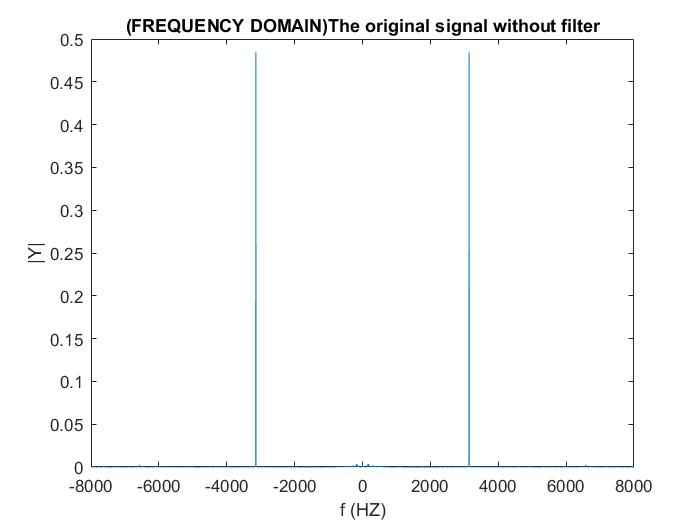 (FREQUENCY DOMAIN)The original signal without filter
0.5
0.45
0.4
0.35
0.3
0.25
0.2
0.15
0.1
0.05
0
|Y|
-8000 -6000 -4000 -2000 0 2000 4000 6000 8000
f (HZ)